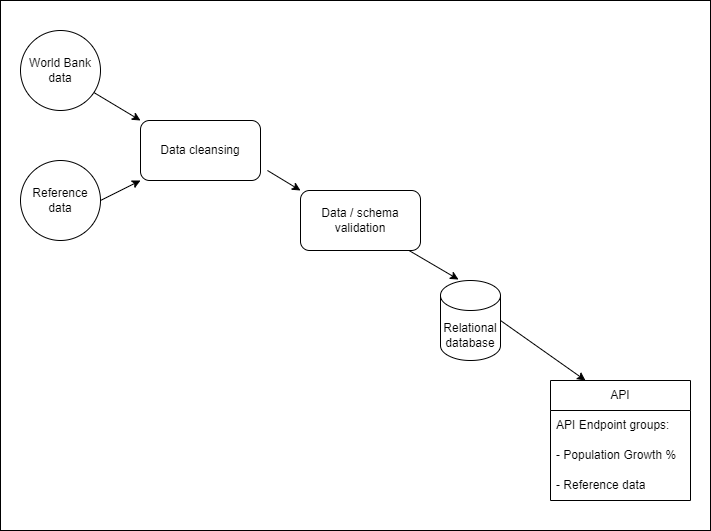 World Bank
data
Data cleansing
Reference
data
Data / schema
validation
Relational
database
API
API Endpoint groups:
- Population Growth %
- Reference data